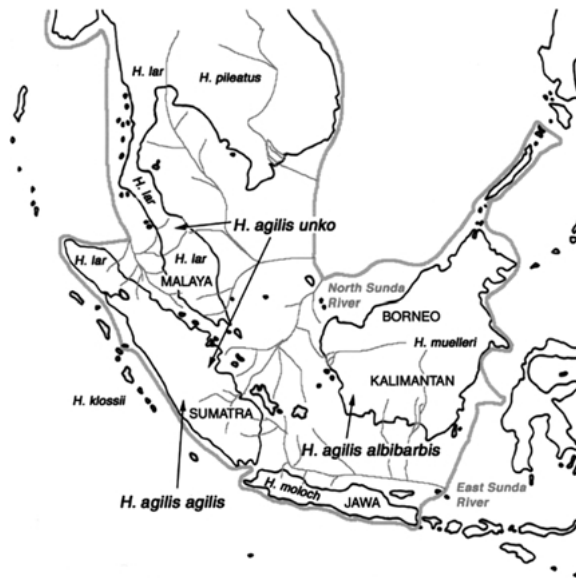 H. lar
H. pileatus
H. lar
H. agilis unko
H. lar
H. lar
MALAYA
North Sunda
River
BORNEO
H. muelleri
KALIMANTAN
H. klossii
SUMATRA
H. agilis albibarbis
H. agilis agilis
H. moloch
JAWA
East Sunda
River